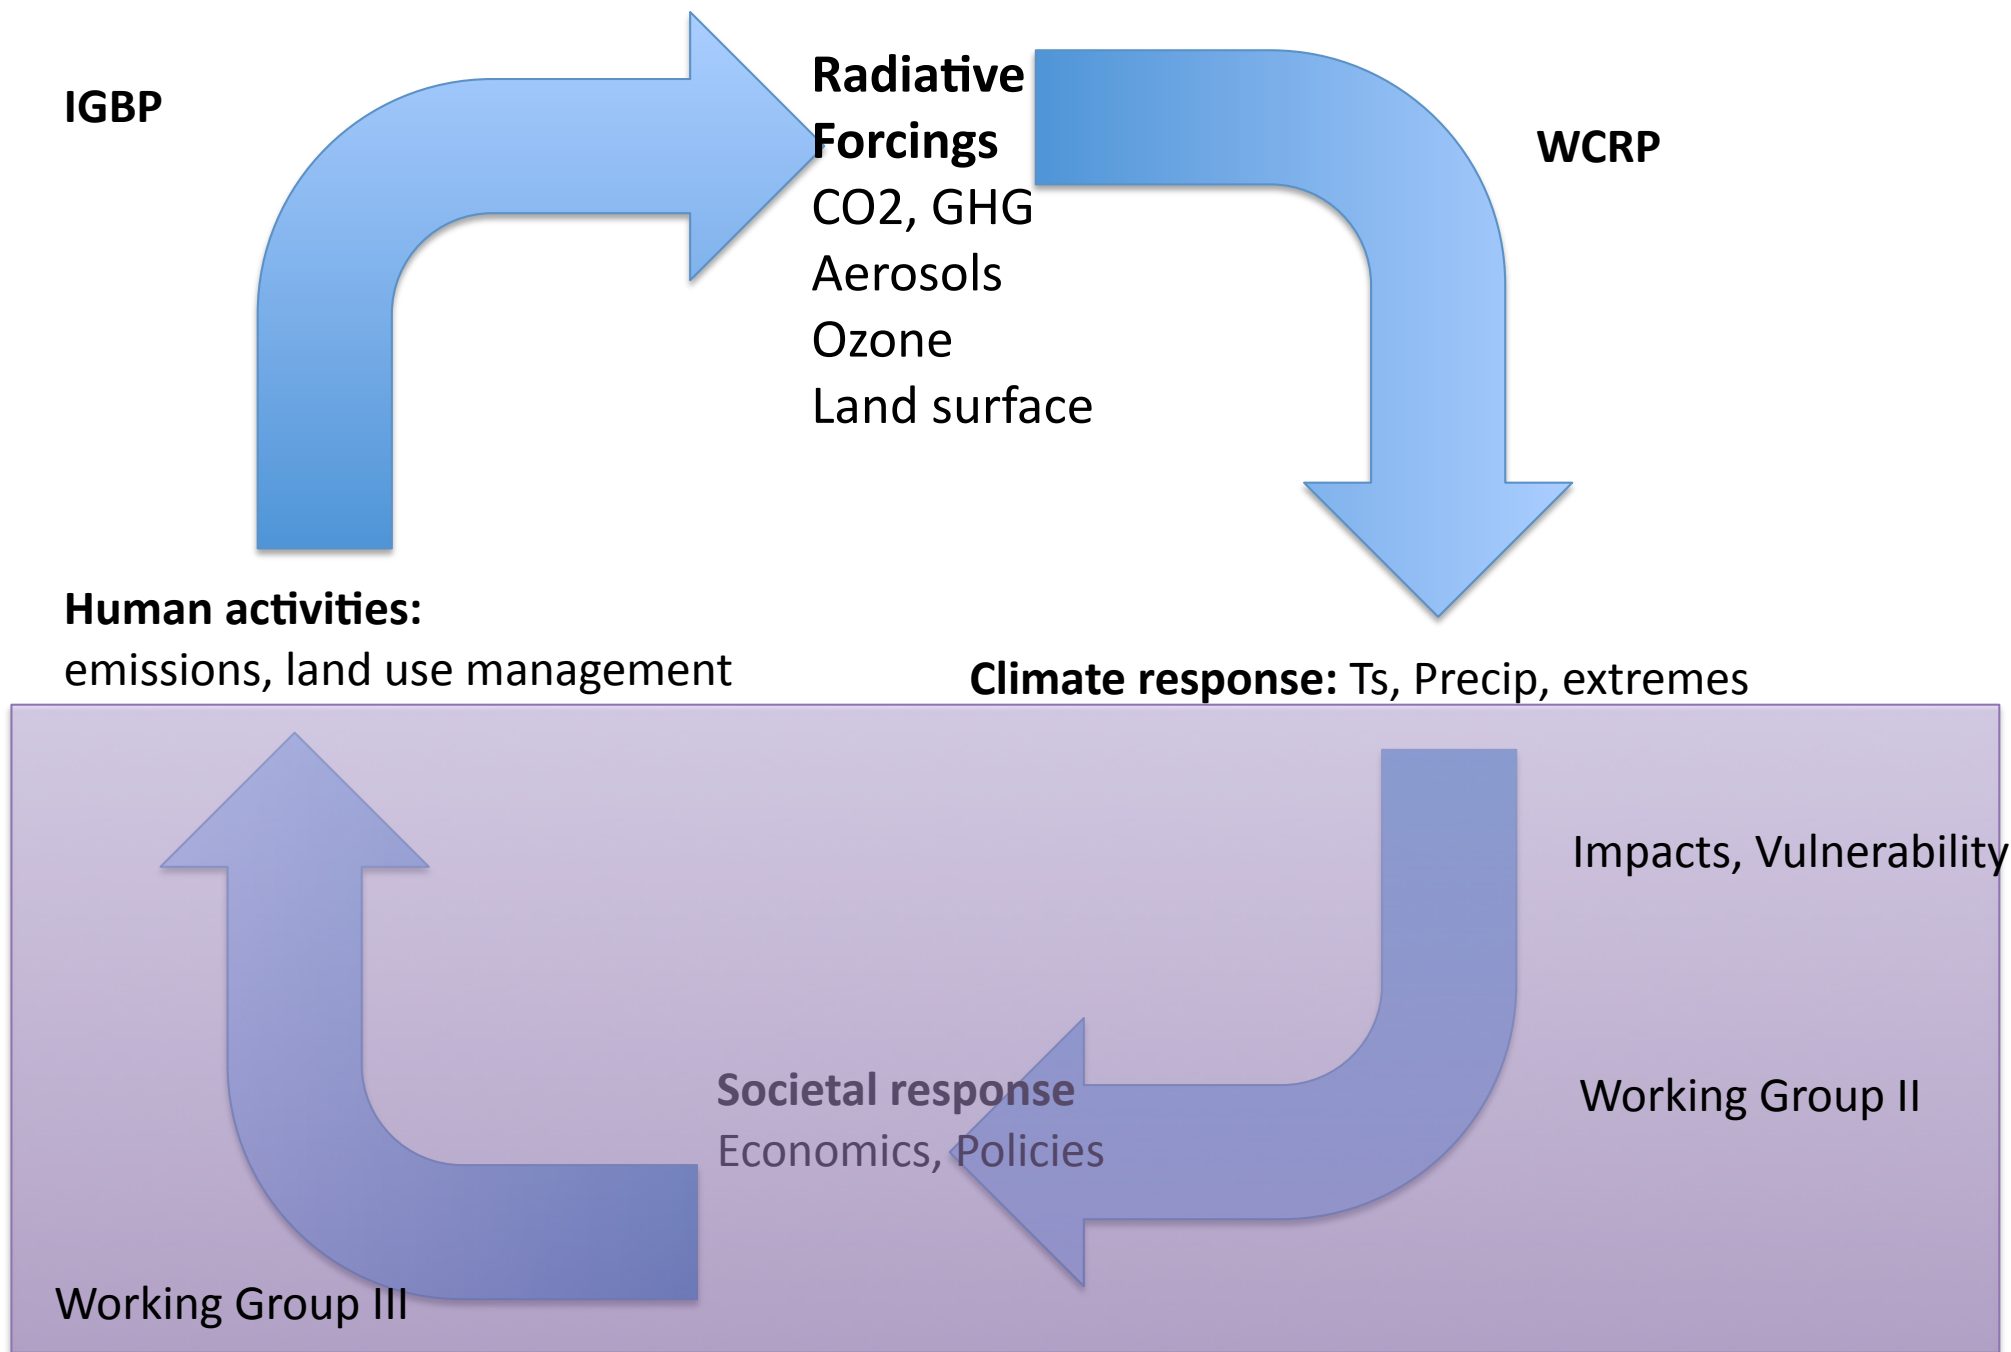 IGBP
Radiative
Forcings
CO2, GHG
Aerosols
Ozone
Land surface
WCRP
Human activities:
emissions, land use management
Climate response: Ts, Precip, extremes
Impacts, Vulnerability
Societal response
Economics, Policies
Working Group II
Working Group III